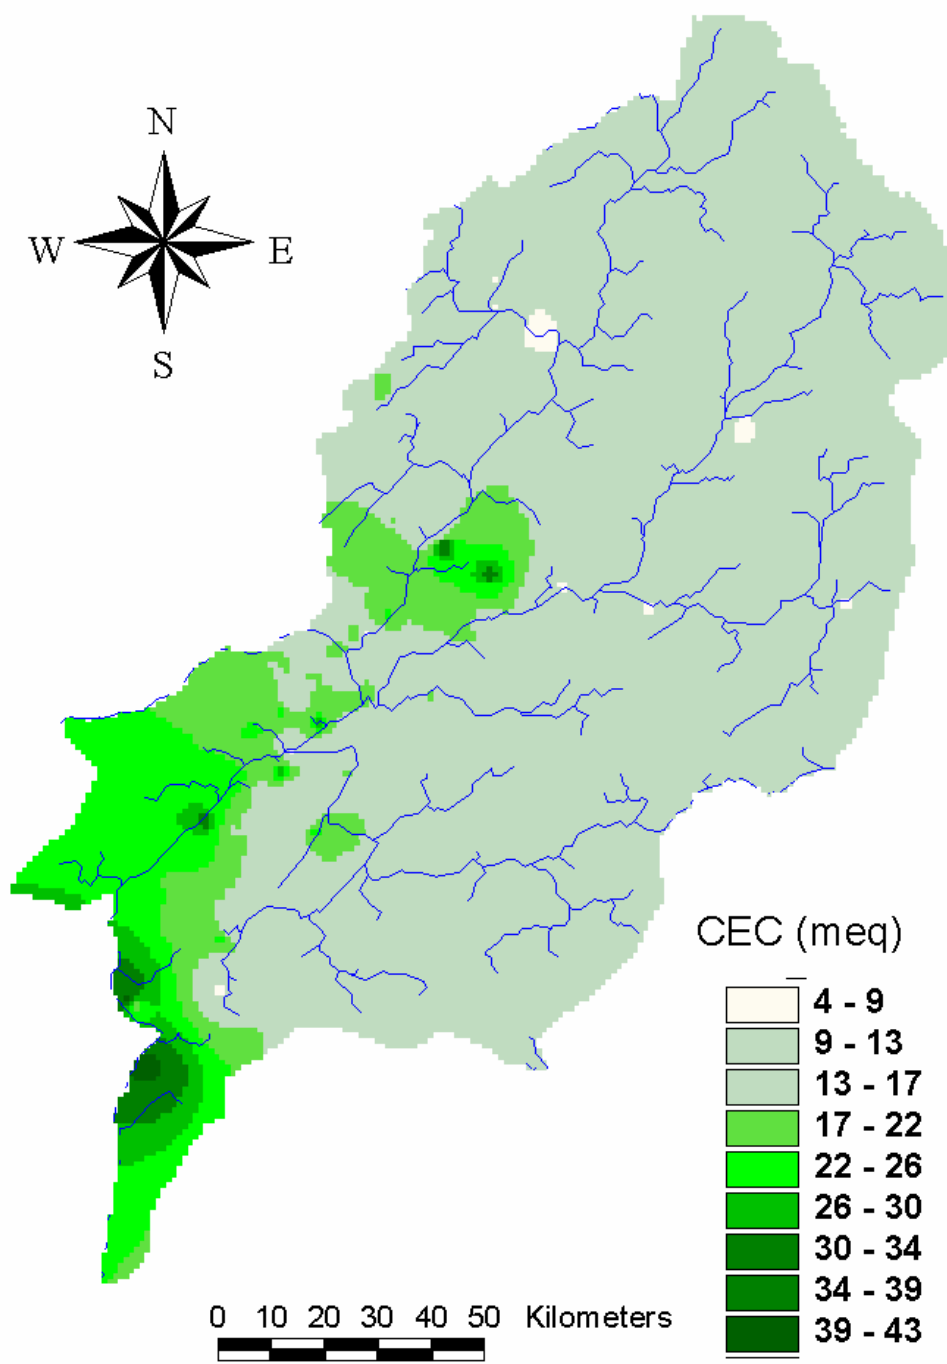 N
W E
S
CEC (meq)
4 - 9
9 - 13
13 - 17
17 - 22
22 - 26
26 - 30
30 - 34
34 - 39
39 - 43
0 10 20 30 40 50 Kilometers